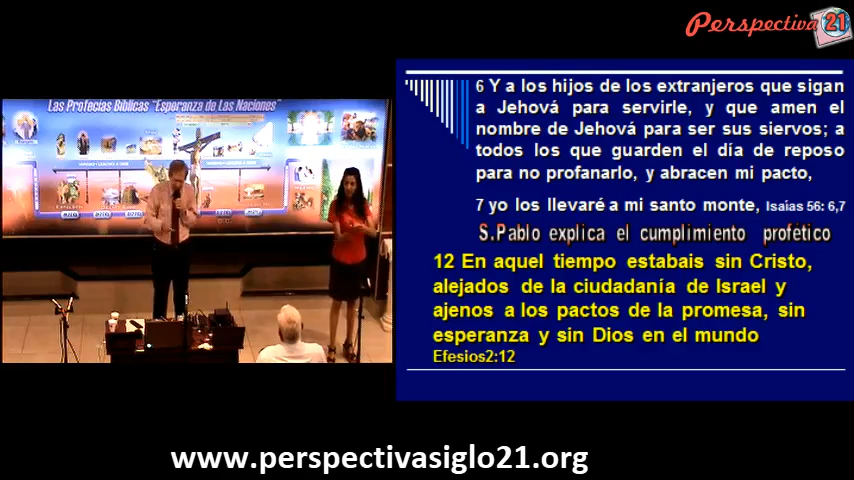 Perspectiva 21
Las Profecías Bíblicas "Esperanza de Las Naciones"
6 Y a los hijos de los extranjeros que sigan
a Jehová para servirle, y que amen el
nombre de Jehová para ser sus siervos; a
todos los que guarden el día de reposo
para no profanarlo, y abracen mi pacto,
7 yo los llevaré a mi santo monte, Isaías 56: 6,7
S.Pablo explica el cumplimiento profético
12 En aquel tiempo estabais sin Cristo,
alejados de la ciudadanía de Israel y
ajenos a los pactos de la promesa, sin
esperanza y sin Dios en el mundo
Efesios2:12
www.perspectivasiglo21.org